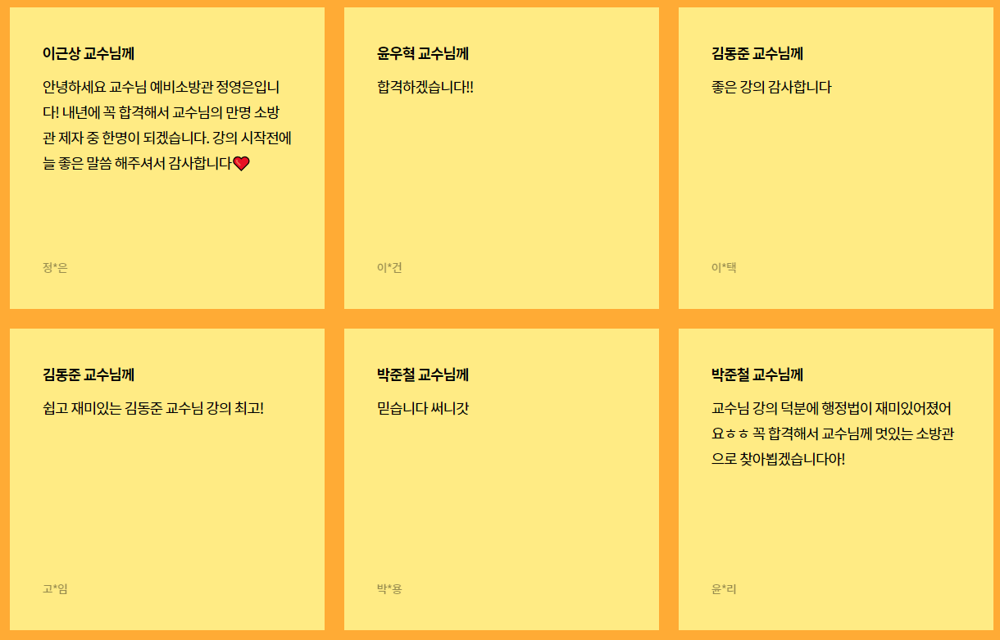 이근상 교수님께
안녕하세요 교수님 예비소방관 정영은입니
다! 내년에 꼭 합격해서 교수님의 만명 소방
관 제자 중 한명이 되겠습니다. 강의 시작전에
늘 좋은 말씀 해주셔서 감사합니다❤️
정*은
윤우혁 교수님께
합격하겠습니다!!
이*건
김동준 교수님께
좋은 강의 감사합니다
이*택
김동준 교수님께
쉽고 재미있는 김동준 교수님 강의 최고!
고*임
박준철 교수님께
믿습니다 써니갓
박*용
박준철 교수님께
교수님 강의 덕분에 행정법이 재미있어졌어
요ㅎㅎ 꼭 합격해서 교수님께 멋있는 소방관
으로 찾아뵙겠습니다아!
윤*리